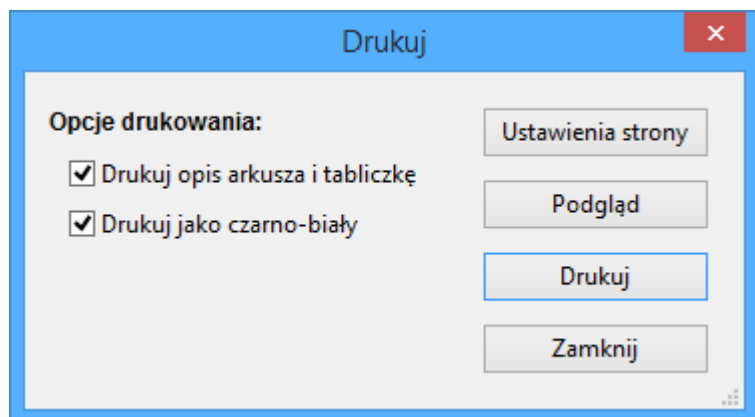 Drukuj
Opcje drukowania:
Drukuj opis arkusza i tabliczkę
Drukuj jako czarno-biały
Ustawienia strony
Podgląd
Drukuj
Zamknij